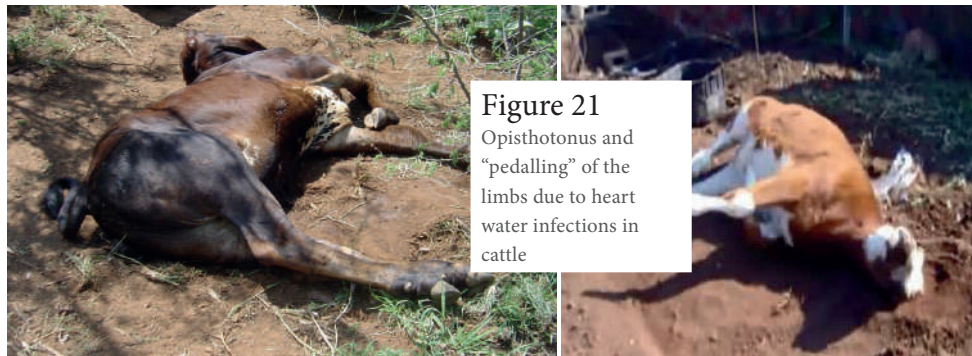 Figure 21
Opisthotonus and
“pedalling” of the
limbs due to heart
water infections in
cattle